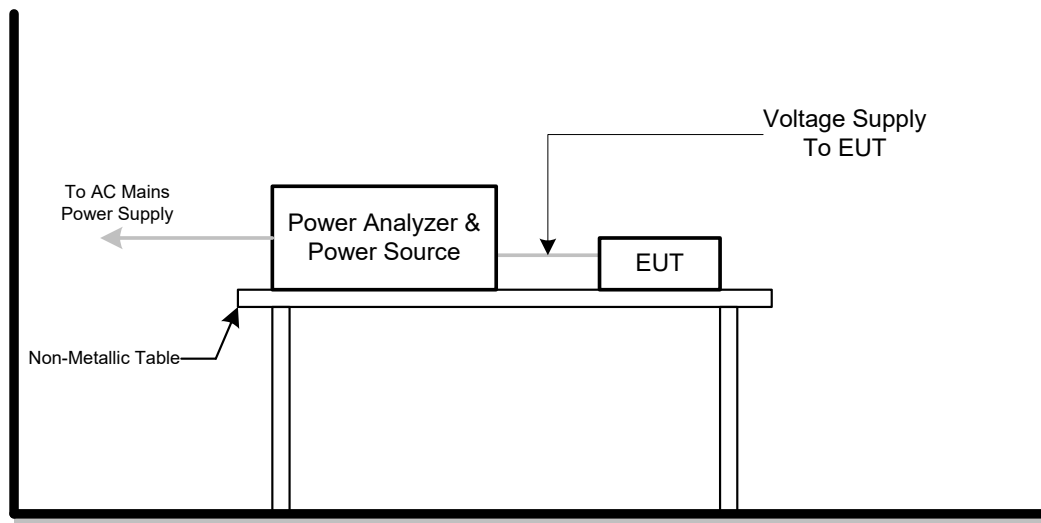 Voltage Supply
To EUT
To AC Mains
Power Supply
Power Analyzer &
Power Source
EUT
Non-Metallic Table